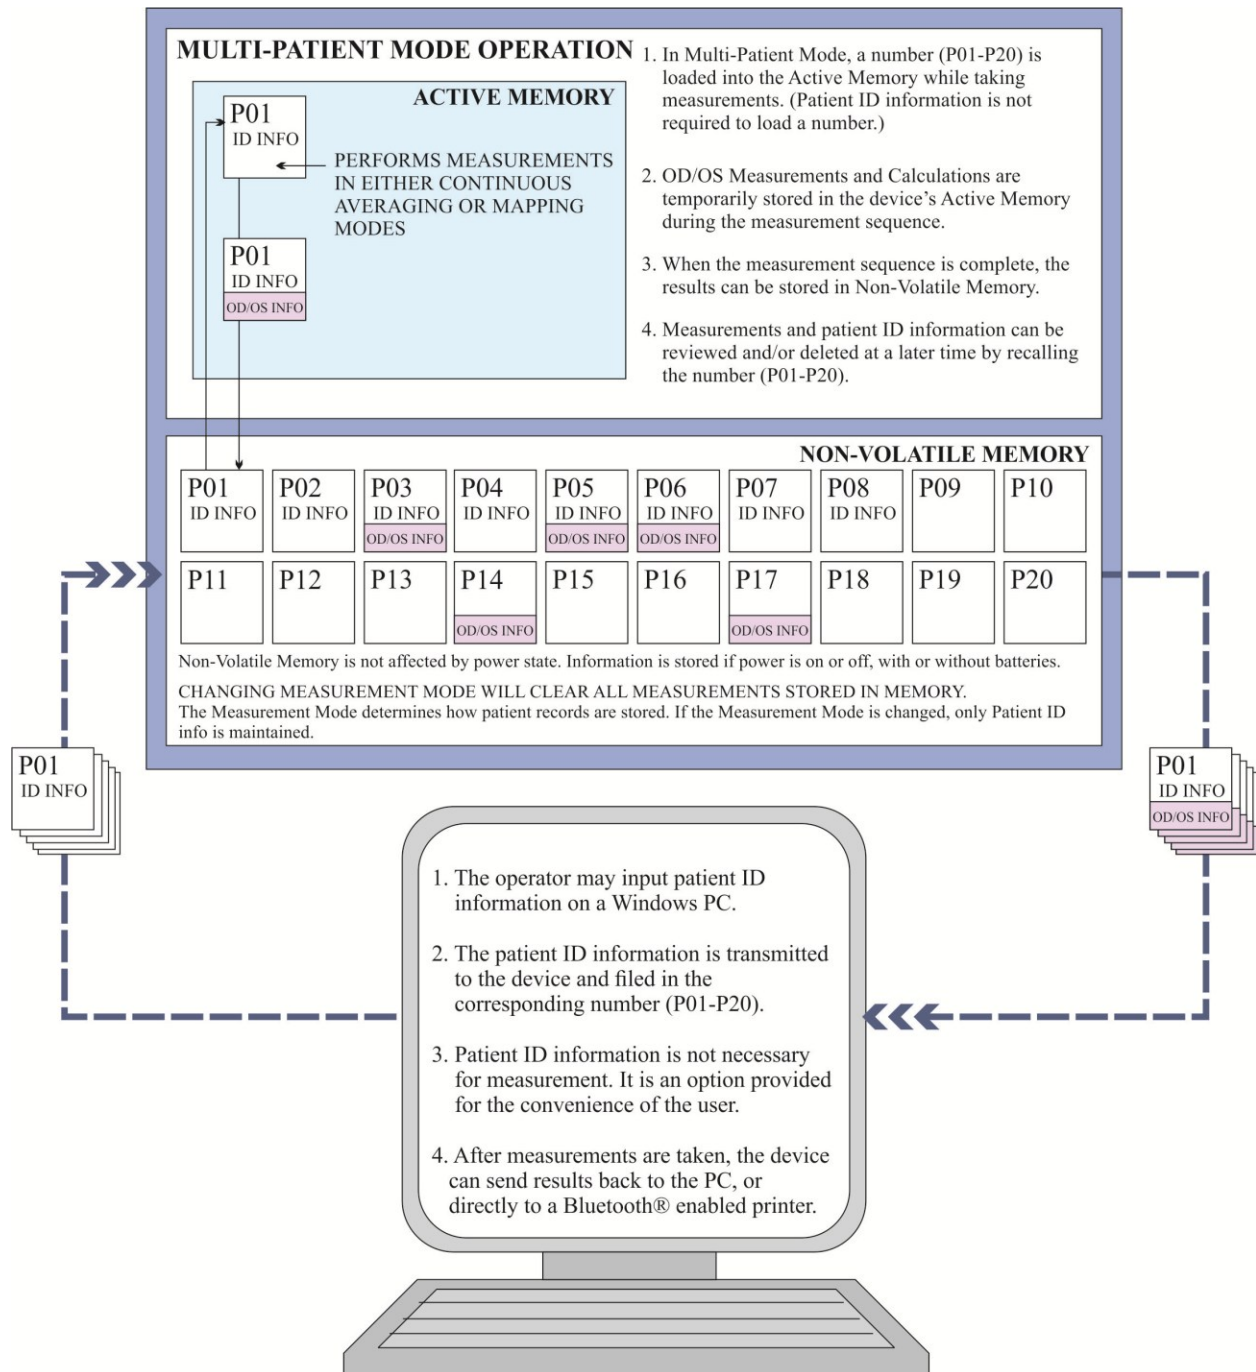 MULTI-PATIENT MODE OPERATION
ACTIVE MEMORY
P01
ID INFO
PERFORMS MEASUREMENTS
IN EITHER CONTINUOUS
AVERAGING OR MAPPING
MODES
P01
ID INFO
OD/OS INFO
1. In Multi-Patient Mode, a number (P01-P20) is
loaded into the Active Memory while taking
measurements. (Patient ID information is not
required to load a number.)
2. OD/OS Measurements and Calculations are
temporarily stored in the device's Active Memory
during the measurement sequence.
3. When the measurement sequence is complete, the
results can be stored in Non-Volatile Memory.
4. Measurements and patient ID information can be
reviewed and/or deleted at a later time by recalling
the number (P01-P20).
NON-VOLATILE MEMORY
P01 P02 P03 P04 P05 P06 P07 P08 P09 P10
ID INFO ID INFO ID INFO ID INFO ID INFO ID INFO ID INFO ID INFO
OD/OS INFO OD/OS INFO OD/OS INFO
P11 P12 P13 P14 P15 P16 P17 P18 P19 P20
OD/OS INFO OD/OS INFO
Non-Volatile Memory is not affected by power state. Information is stored if power is on or off, with or without batteries.
CHANGING MEASUREMENT MODE WILL CLEAR ALL MEASUREMENTS STORED IN MEMORY.
The Measurement Mode determines how patient records are stored. If the Measurement Mode is changed, only Patient ID
info is maintained.
P01
ID INFO
P01
ID INFO
OD/OS INFO
1. The operator may input patient ID
information on a Windows PC.
2. The patient ID information is transmitted
to the device and filed in the
corresponding number (P01-P20).
3. Patient ID information is not necessary
for measurement. It is an option provided
for the convenience of the user.
4. After measurements are taken, the device
can send results back to the PC, or
directly to a Bluetooth® enabled printer.